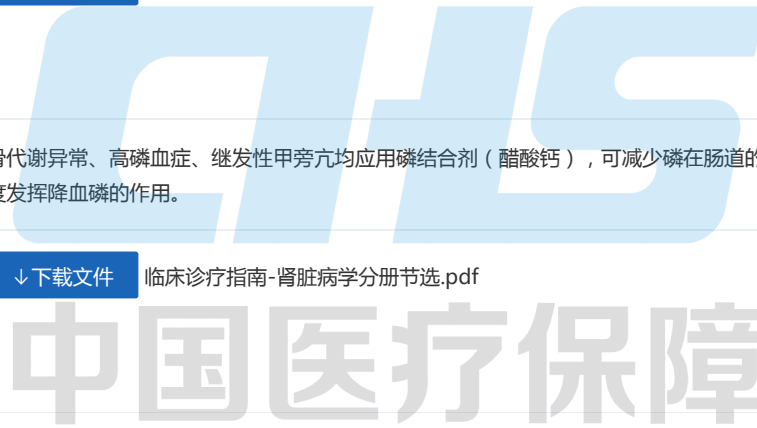 骨代谢异常、高磷血症、继发性甲旁亢均应用磷结合剂（醋酸钙），可减少磷在肠道的
度发挥降血磷的作用。
↓下载文件 临床诊疗指南-肾脏病学分册节选.pdf
CHS
中国医疗保障